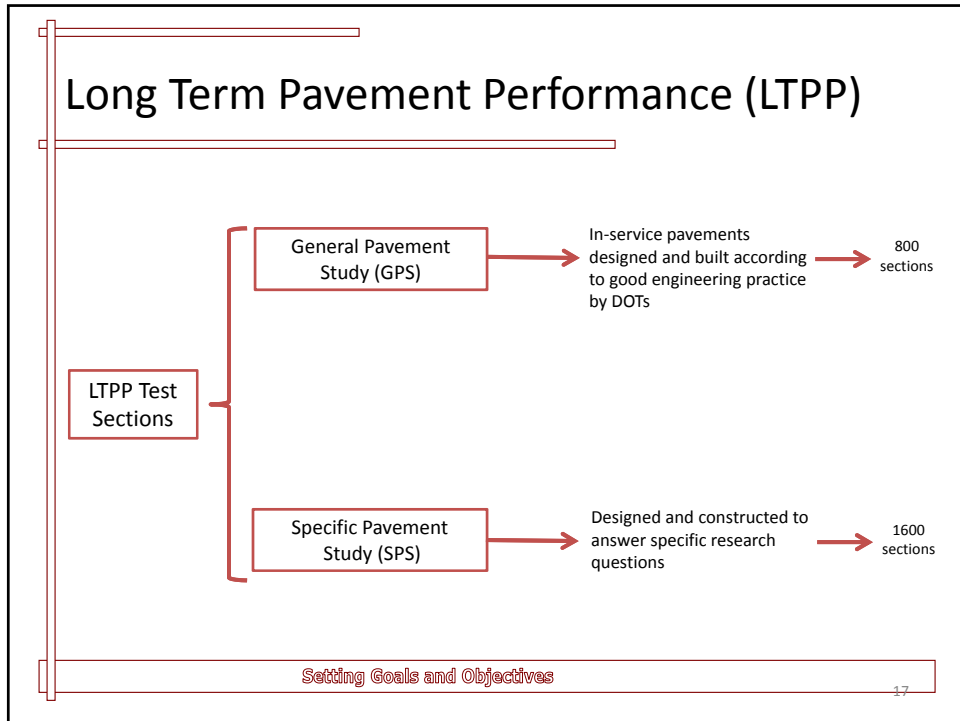 Long Term Pavement Performance (LTPP)
General Pavement
Study (GPS)
In-service pavements
designed and built according
to good engineering practice
by DOTs
800
sections
LTPP Test
Sections
Specific Pavement
Study (SPS)
Designed and constructed to
answer specific research
questions
1600
sections
Setting Goals and Objectives
17